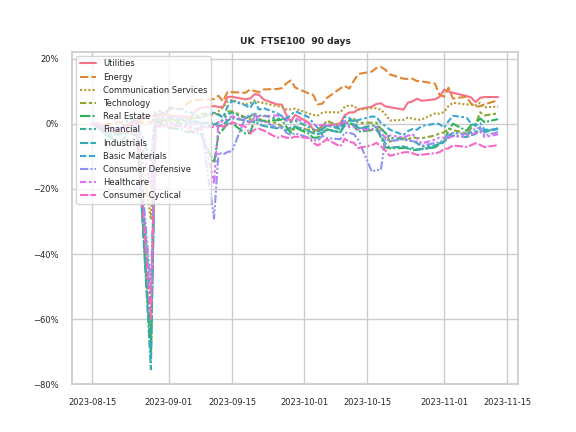 UK FTSE100 90 days
20%
0%
−20%
−40%
−60%
−80%
Utilities
Energy
Communication Services
Technology
Real Estate
Financial
Industrials
Basic Materials
Consumer Defensive
Healthcare
Consumer Cyclical
2023-08-15 2023-09-01 2023-09-15 2023-10-01 2023-10-15 2023-11-01 2023-11-15